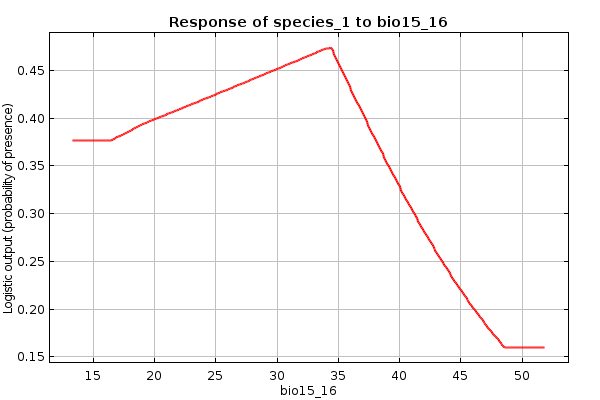 Response of species_1 to bio15_16
Logistic output (probability of presence)
0.45
0.40
0.35
0.30
0.25
0.20
0.15
15 20 25 30 35 40 45 50
bio15_16